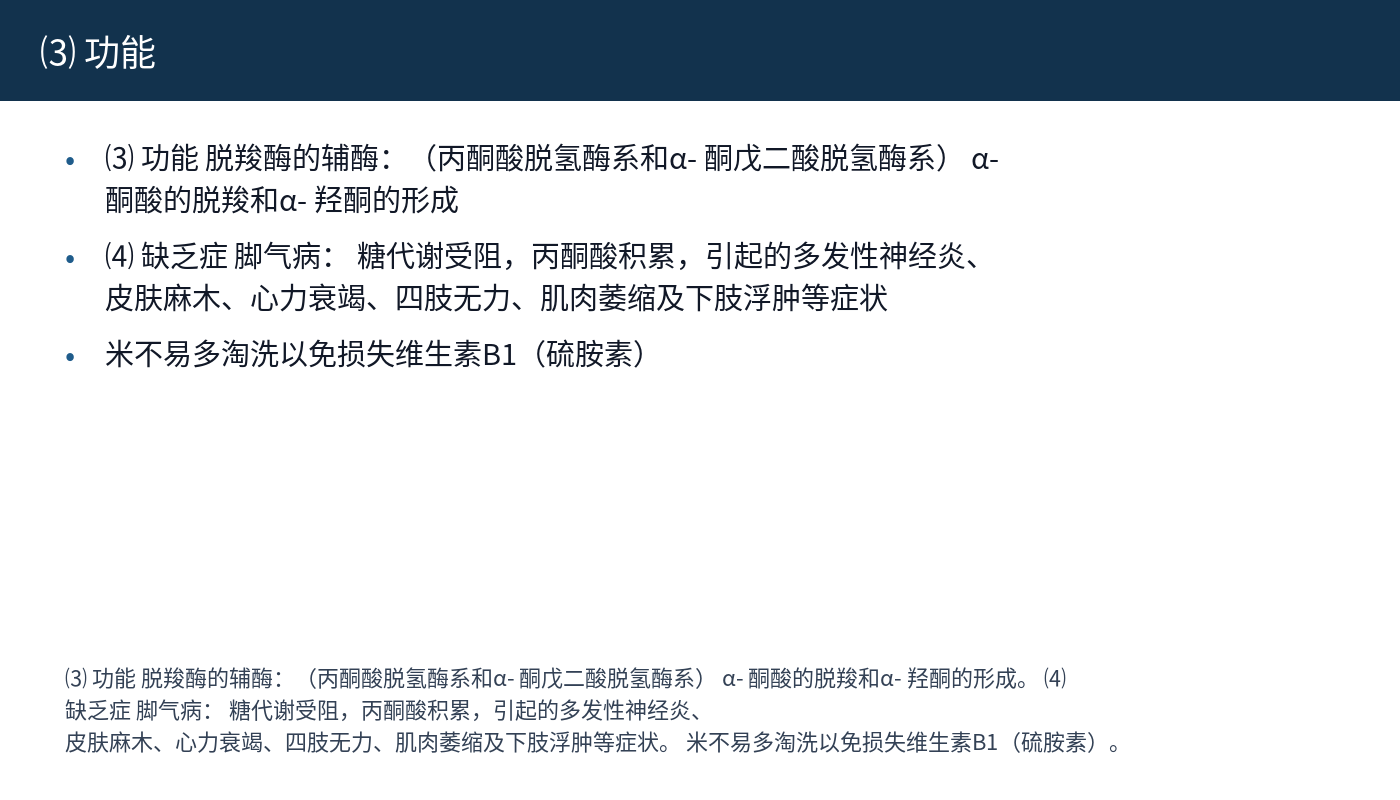 ⑶ 功能
• ⑶ 功能 脱羧酶的辅酶：（丙酮酸脱氢酶系和α- 酮戊二酸脱氢酶系） α-
酮酸的脱羧和α- 羟酮的形成
• ⑷ 缺乏症 脚气病： 糖代谢受阻，丙酮酸积累，引起的多发性神经炎、
皮肤麻木、心力衰竭、四肢无力、肌肉萎缩及下肢浮肿等症状
• 米不易多淘洗以免损失维生素B1（硫胺素）
⑶ 功能 脱羧酶的辅酶：（丙酮酸脱氢酶系和α- 酮戊二酸脱氢酶系） α- 酮酸的脱羧和α- 羟酮的形成。 ⑷
缺乏症 脚气病： 糖代谢受阻，丙酮酸积累，引起的多发性神经炎、
皮肤麻木、心力衰竭、四肢无力、肌肉萎缩及下肢浮肿等症状。 米不易多淘洗以免损失维生素B1（硫胺素）。